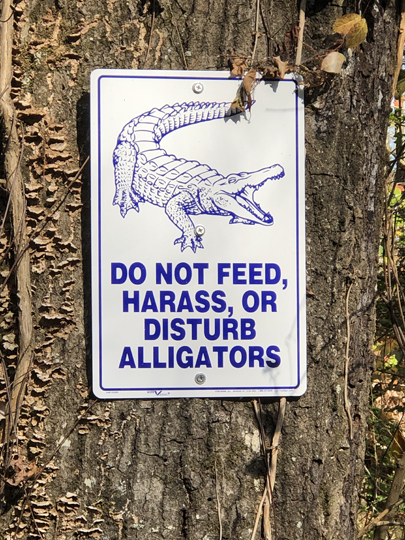 DO NOT FEED,
HARASS, OR
DISTURB
ALLIGATORS